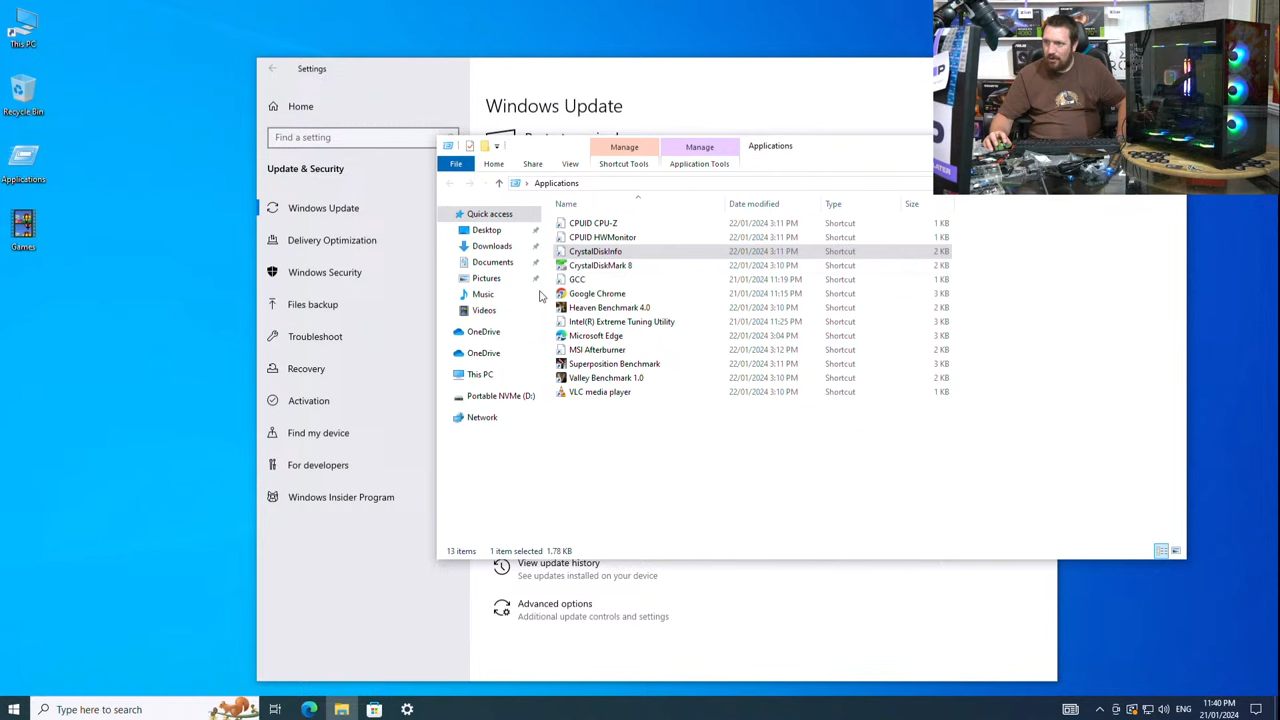 This PC
Recycle Bin
Applications
Games
Settings
Home
Find a setting
Update & Security
Windows Update
Delivery Optimization
Windows Security
Files backup
Troubleshoot
Recovery
Activation
Find my device
For developers
Windows Insider Program
Windows Update
Manage
Manage
Applications
File
Home
Share
View
Shortcut Tools
Application Tools
Applications
Quick access
Desktop
Downloads
Documents
Pictures
Music
Videos
OneDrive
OneDrive
This PC
Portable NVMe (D:)
Network
Name Date modified Type Size
CPUID CPU-Z 22/01/2024 3:11 PM Shortcut 1 KB
CPUID HWMonitor 22/01/2024 3:11 PM Shortcut 1 KB
CrystalDiskInfo 22/01/2024 3:11 PM Shortcut 2 KB
CrystalDiskMark 8 22/01/2024 3:10 PM Shortcut 2 KB
GCC 21/01/2024 11:19 PM Shortcut 1 KB
Google Chrome 21/01/2024 11:15 PM Shortcut 3 KB
Heaven Benchmark 4.0 22/01/2024 3:10 PM Shortcut 2 KB
Intel(R) Extreme Tuning Utility 21/01/2024 11:25 PM Shortcut 3 KB
Microsoft Edge 22/01/2024 3:04 PM Shortcut 3 KB
MSI Afterburner 22/01/2024 3:12 PM Shortcut 2 KB
Superposition Benchmark 22/01/2024 3:11 PM Shortcut 3 KB
Valley Benchmark 1.0 22/01/2024 3:10 PM Shortcut 2 KB
VLC media player 22/01/2024 3:10 PM Shortcut 1 KB
13 items 1 item selected 1.78 KB
View update history
See updates installed on your device
Advanced options
Additional update controls and settings
Type here to search
ENG
11:40 PM
21/01/2024